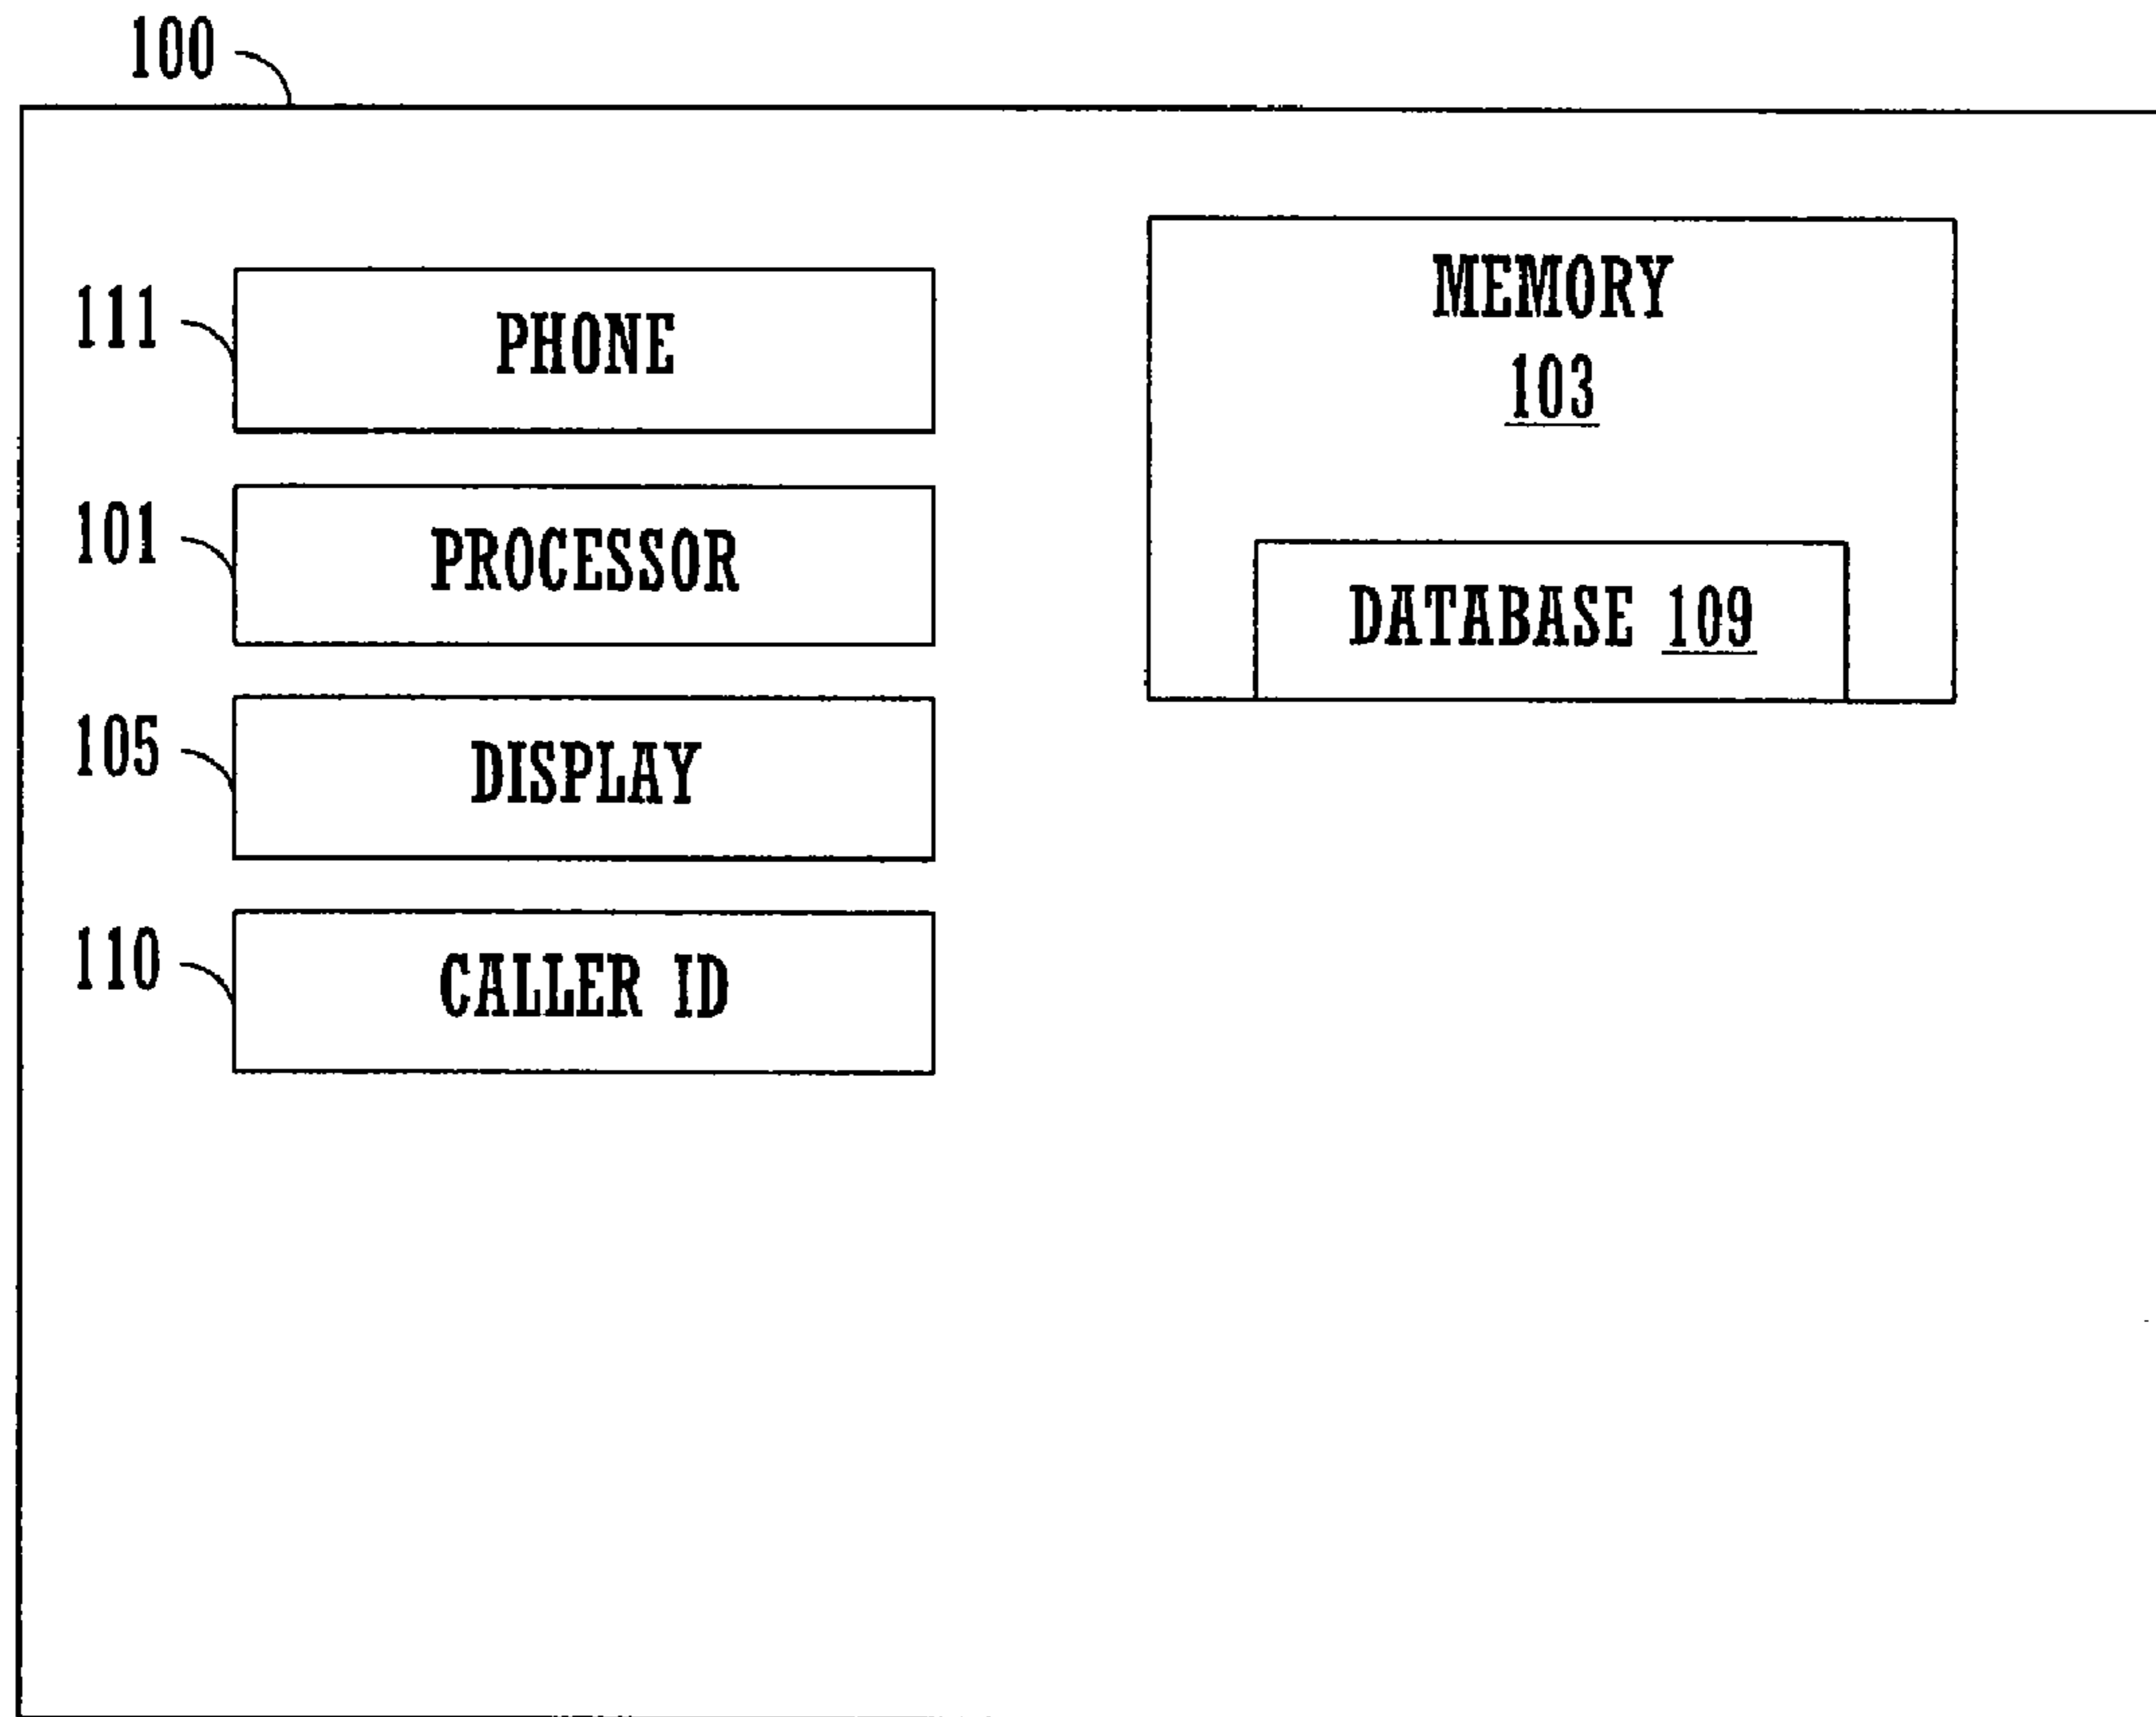 100
111
PHONE
101
PROCESSOR
105
DISPLAY
110
CALLER ID
MEMORY
103
DATABASE 109